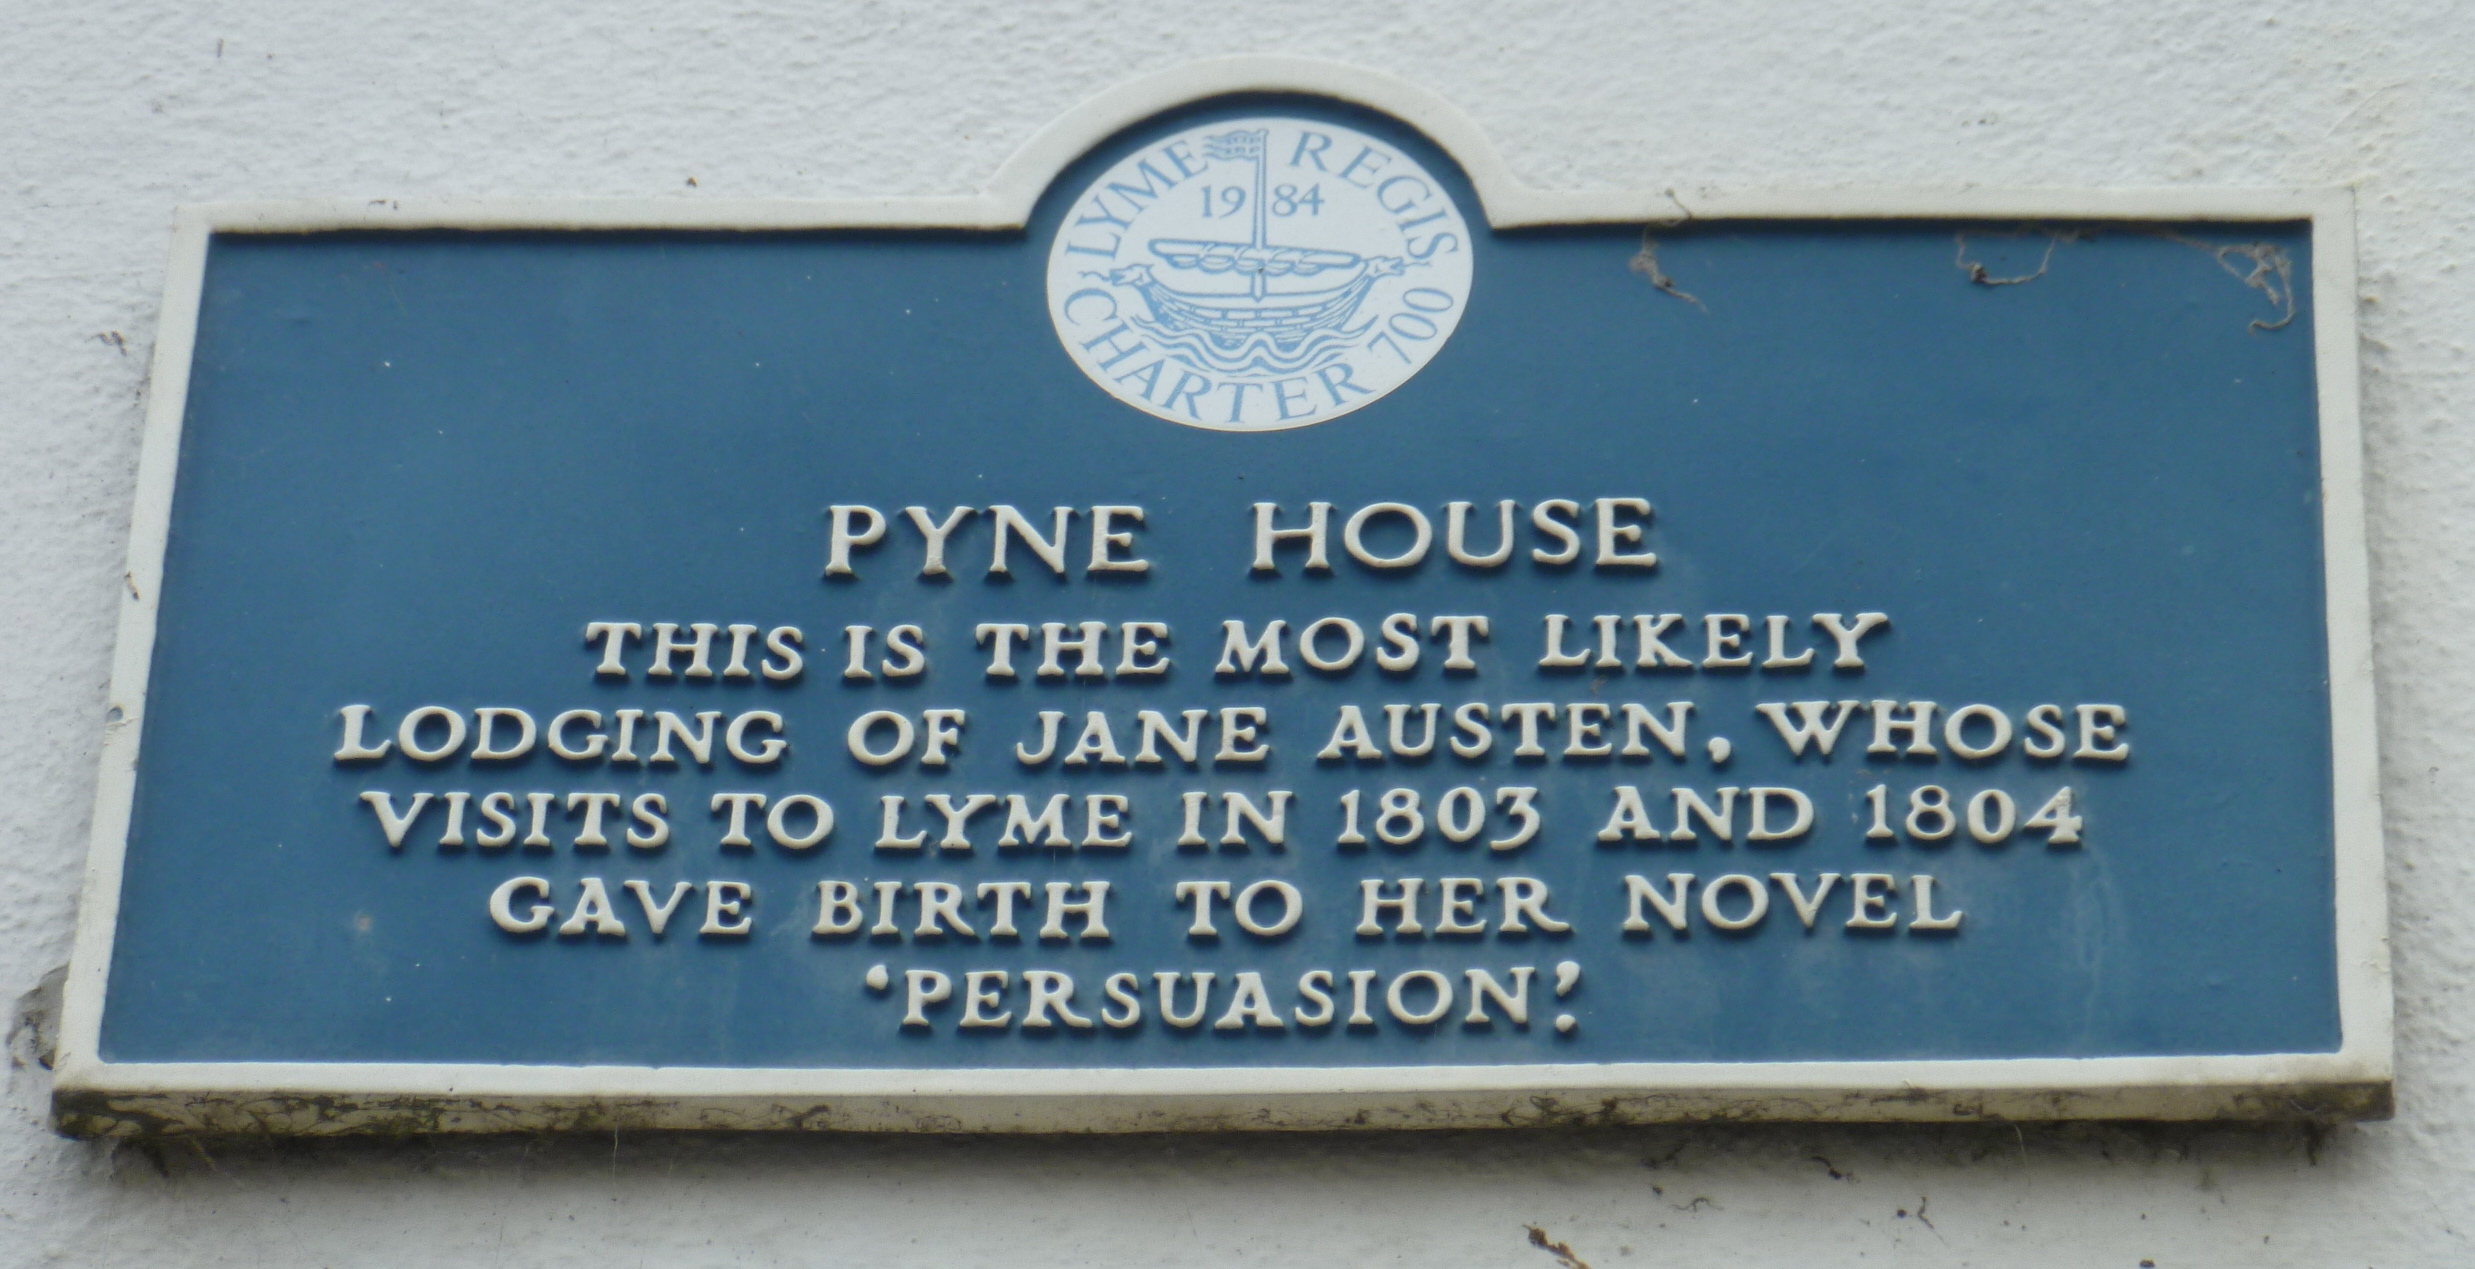 LYME REGIS
1984
CHARTER 700
PYNE HOUSE
THIS IS THE MOST LIKELY
LODGING OF JANE AUSTEN, WHOSE
VISITS TO LYME IN 1803 AND 1804
GAVE BIRTH TO HER NOVEL
‘PERSUASION’.